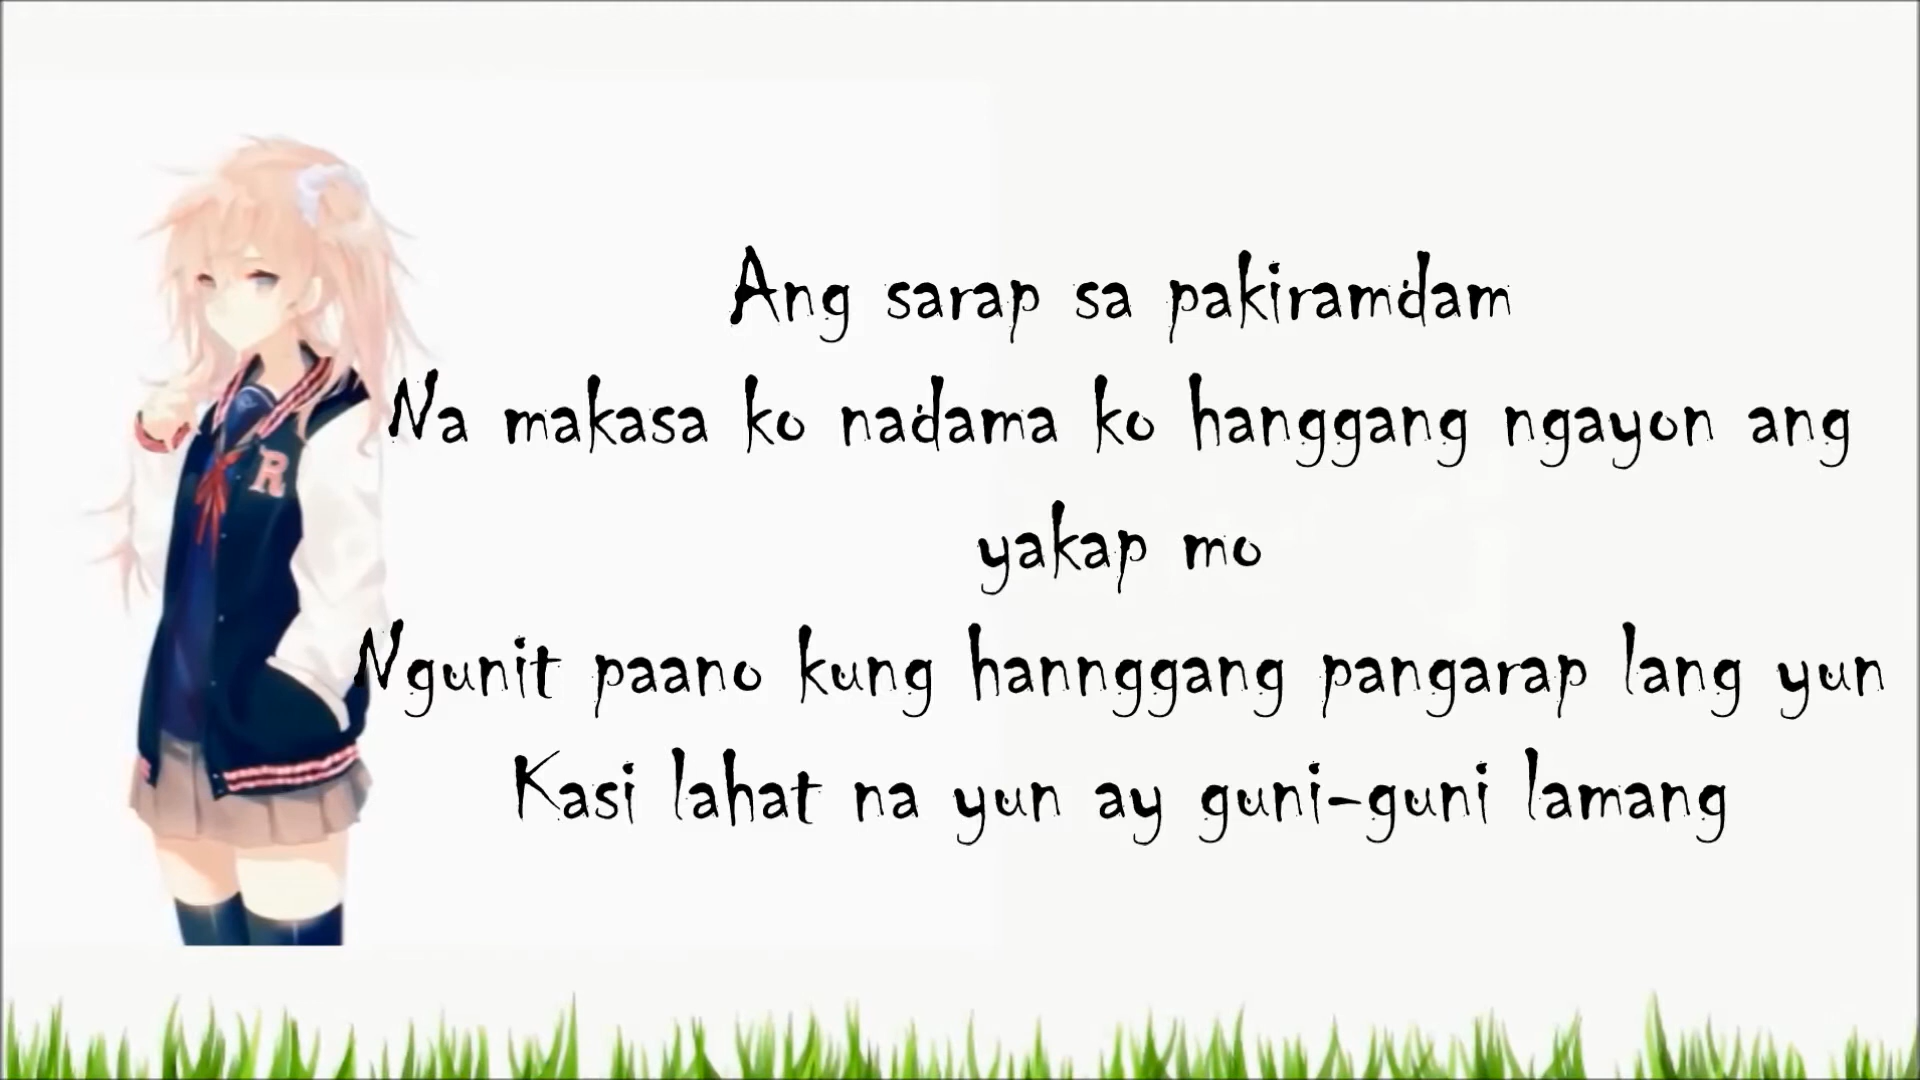 Ang sarap sa pakiramdam
Na makasa ko nadama ko hanggang ngayon ang
yakap mo
Ngunit paano kung hannggang pangarap lang yun
Kasi lahat na yun ay guni-guni lamang
R